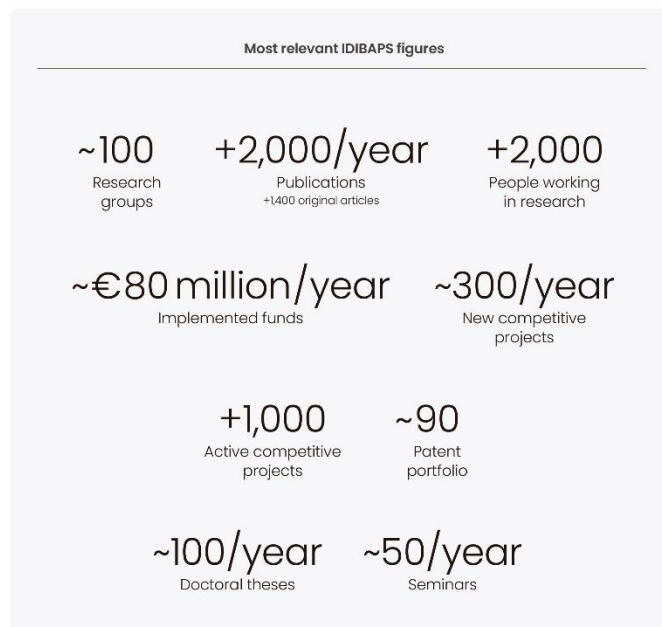 Most relevant IDIBAPS figures
~100
Research
groups
+2,000/year
Publications
+1,400 original articles
+2,000
People working
in research
~€80 million/year
Implemented funds
~300/year
New competitive
projects
+1,000
Active competitive
projects
~90
Patent
portfolio
~100/year
Doctoral theses
~50/year
Seminars